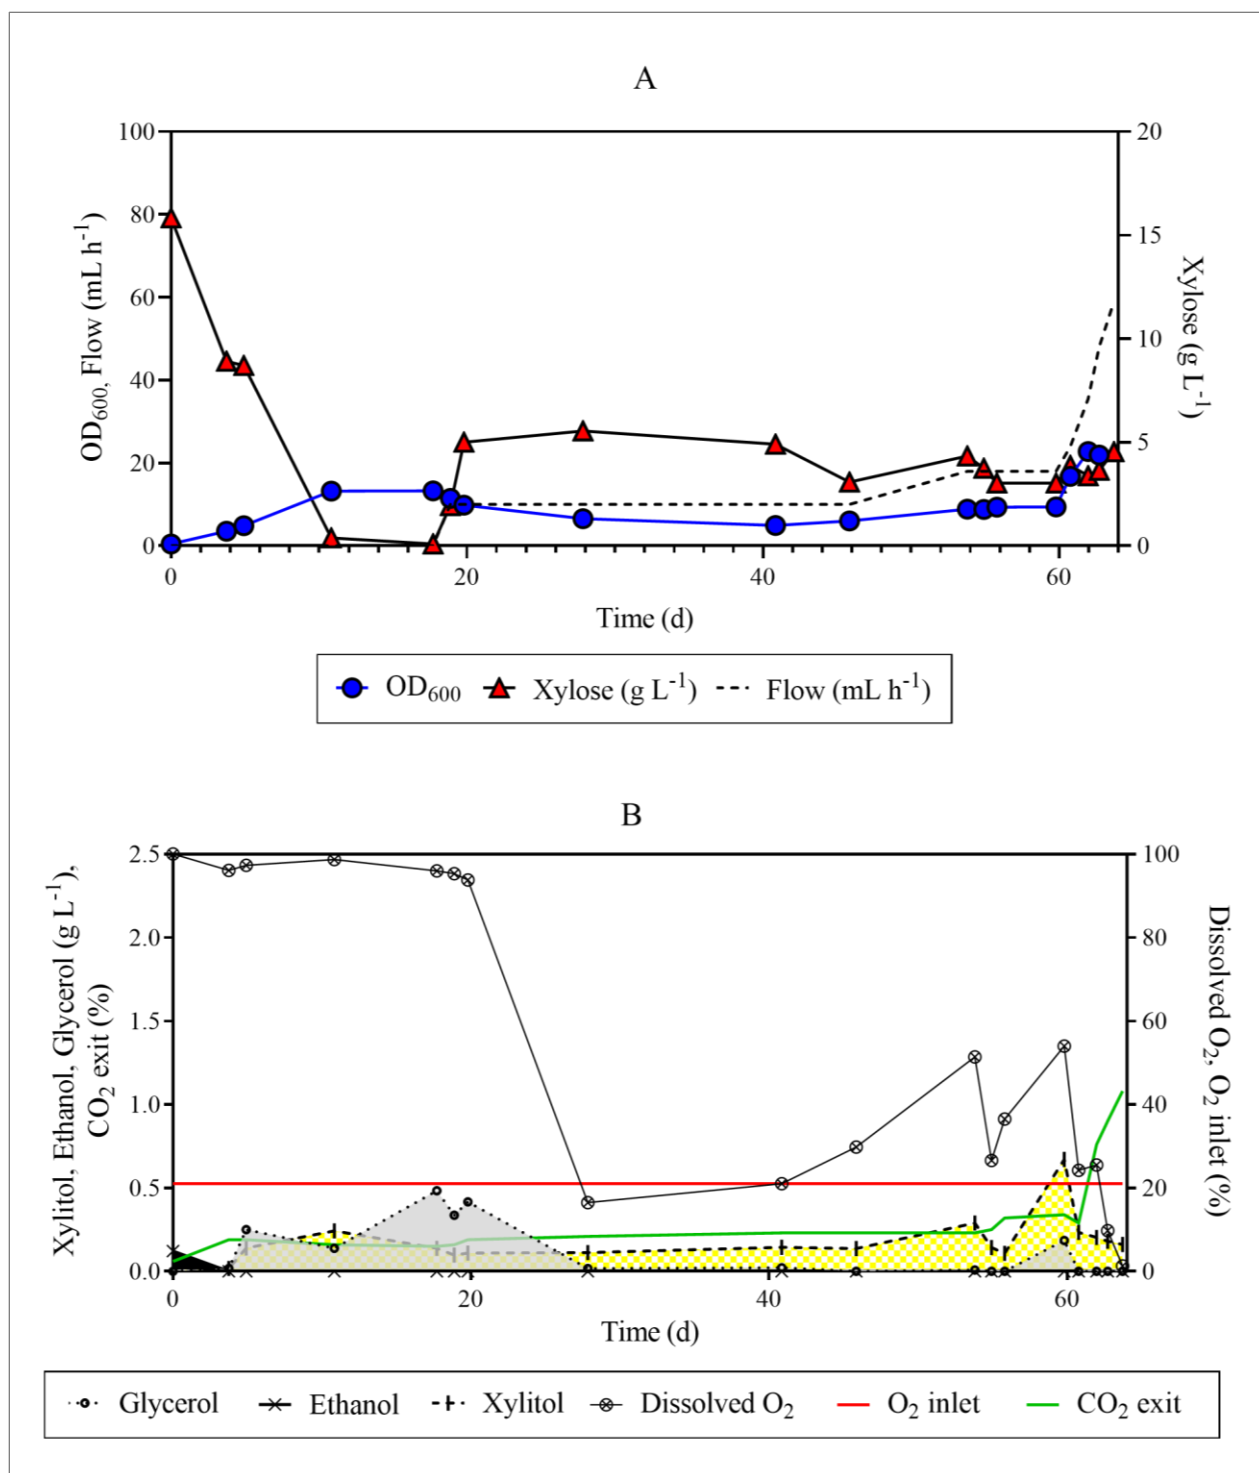 A
100
80
60
40
20
0
OD600, Flow (mL h-1)
20
15
10
5
0
Xylose (g L-1)
0 20 40 60
Time (d)
OD600 Xylose (g L-1) Flow (mL h-1)
B
2.5
2.0
1.5
1.0
0.5
0.0
Xylitol, Ethanol, Glycerol (g L-1),
CO2 exit (%)
100
80
60
40
20
0
Dissolved O2, O2 inlet
(%)
0 20 40 60
Time (d)
Glycerol Ethanol Xylitol Dissolved O2 O2 inlet CO2 exit